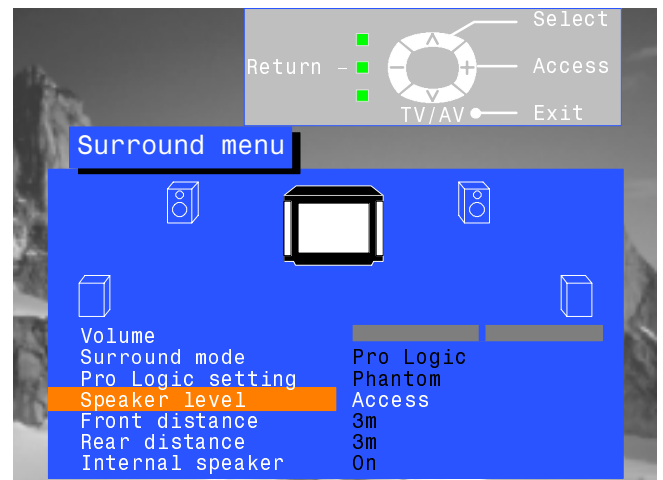 Select
Return - Access
TV/AV Exit
Surround menu
Volume
Surround mode Pro Logic
Pro Logic setting Phantom
Speaker level Access
Front distance 3m
Rear distance 3m
Internal speaker On